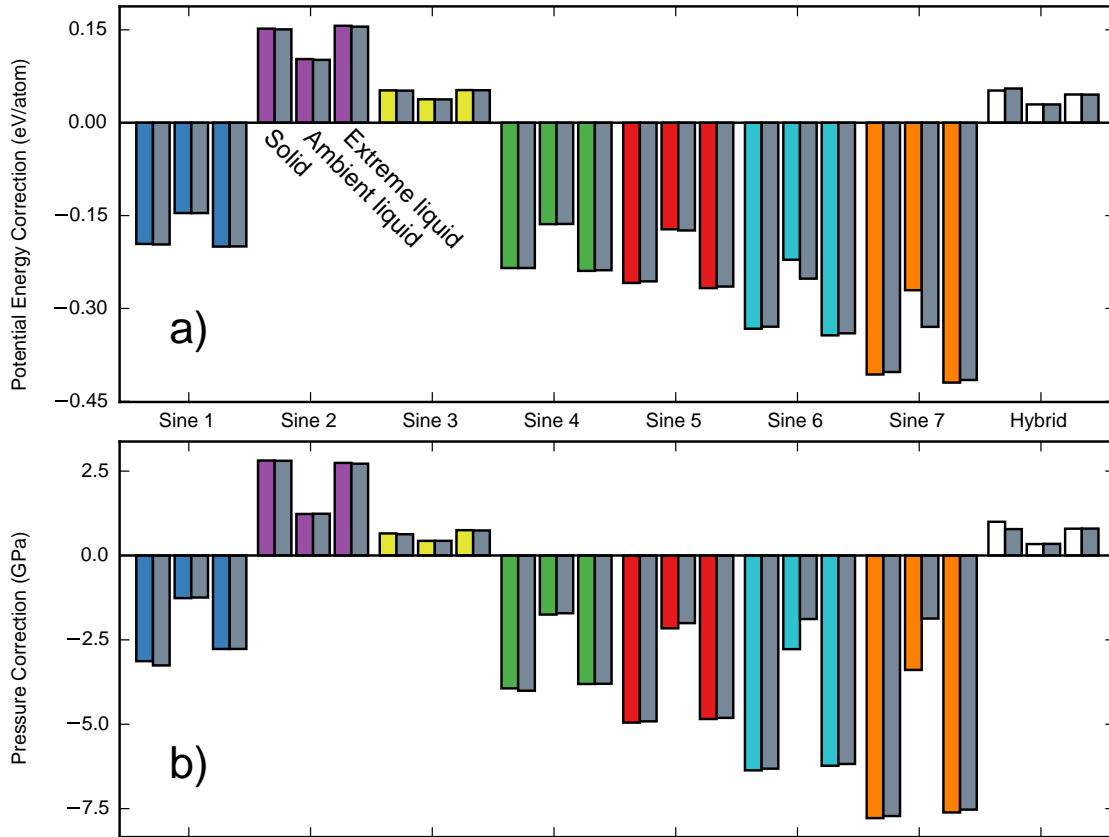 Potential Energy Correction (eV/atom)
0.15
0.00
−0.15
−0.30
−0.45
Solid
Ambient liquid
Extreme liquid
a)
Sine 1
Sine 2
Sine 3
Sine 4
Sine 5
Sine 6
Sine 7
Hybrid
Pressure Correction (GPa)
2.5
0.0
−2.5
−5.0
−7.5
b)